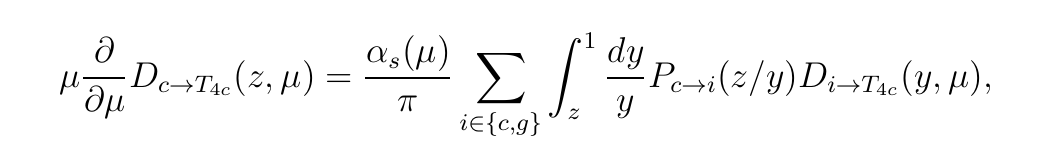 \mu \frac{\partial}{\partial \mu} D_{c \to T_{4c}}(z, \mu) = \frac{\alpha_s(\mu)}{\pi} \sum_{i \in \{c,g\}} \int_z^1 \frac{dy}{y} P_{c \to i}(z/y) D_{i \to T_{4c}}(y, \mu),